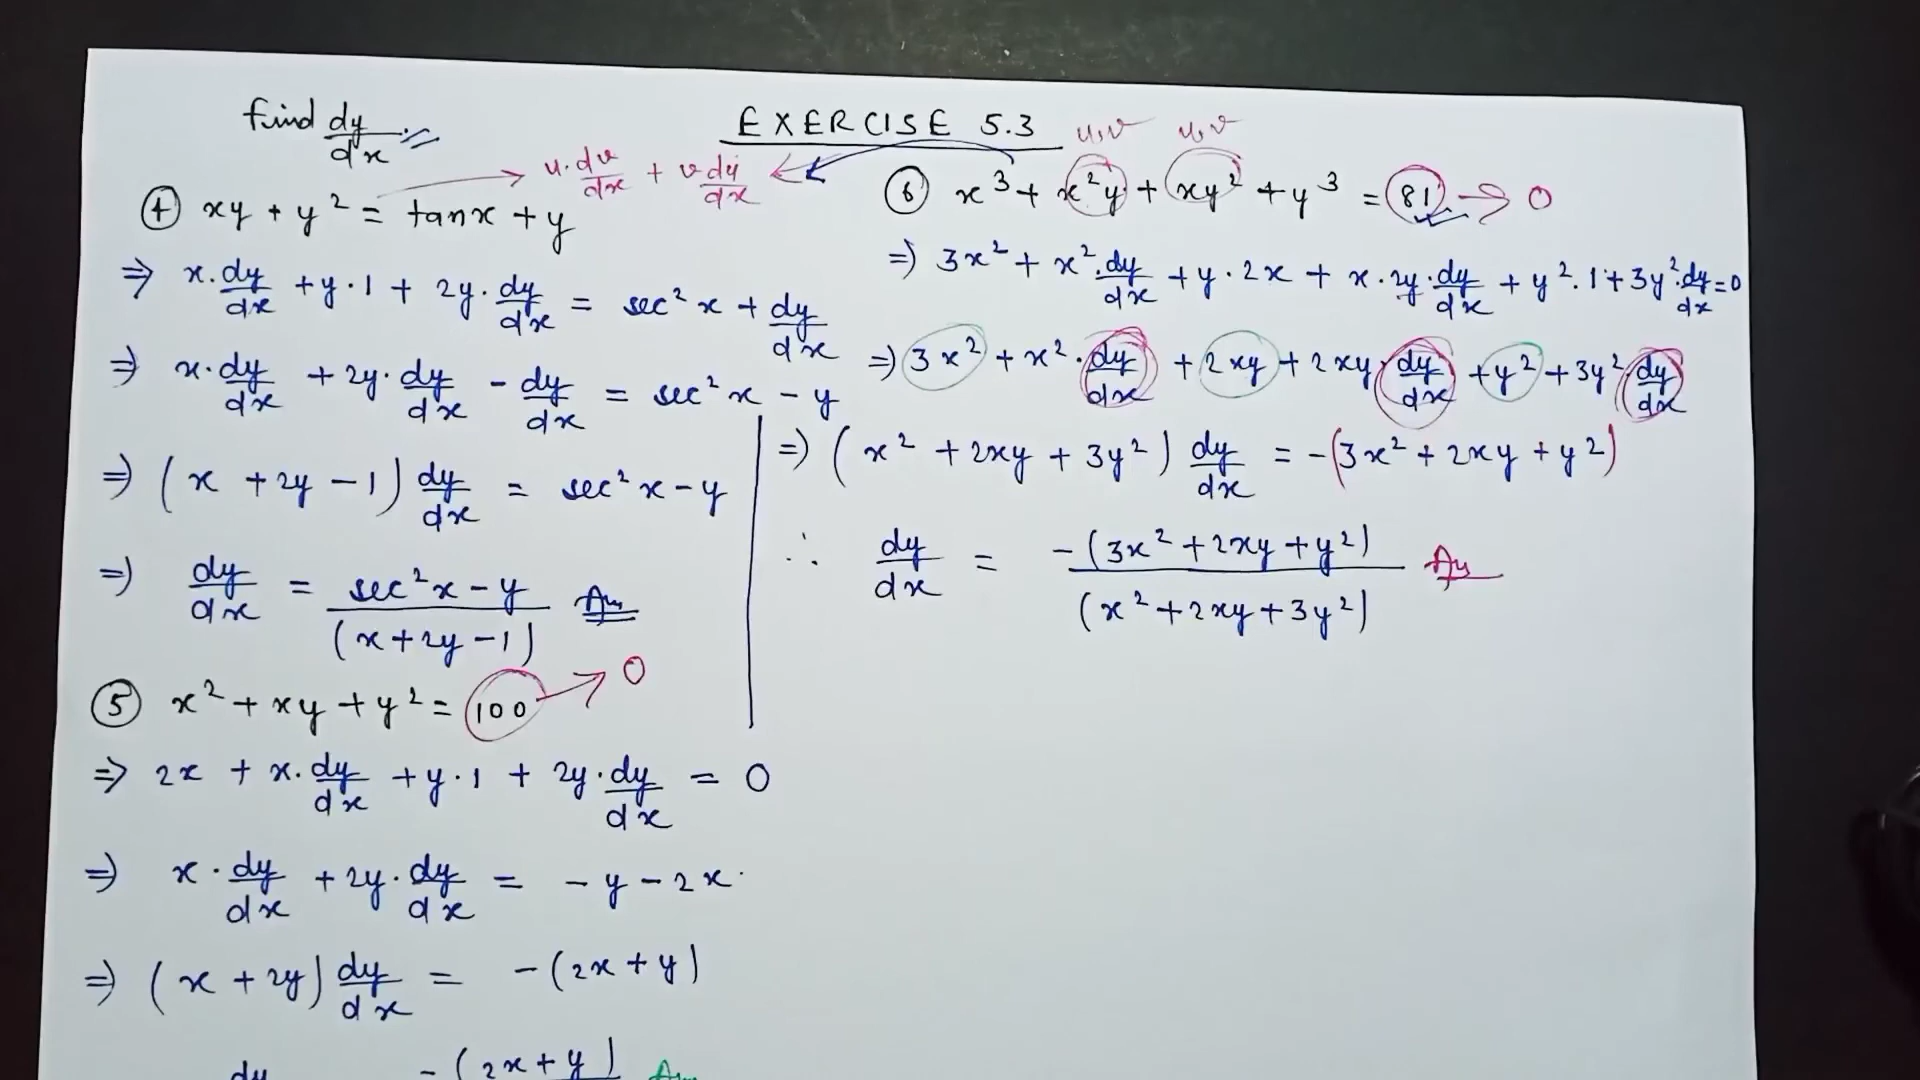 find dy/dx
EXERCISE 5.3
u.dv/dx + v dy/dx
④ xy + y² = tanx + y
⇒ x.dy/dx + y.1 + 2y.dy/dx = sec²x + dy/dx
⇒ x.dy/dx + 2y.dy/dx - dy/dx = sec²x - y
⇒ (x + 2y - 1) dy/dx = sec²x - y
⇒ dy/dx = sec²x - y / (x + 2y - 1) Ans
⑤ x² + xy + y² = 100 → 0
⇒ 2x + x.dy/dx + y.1 + 2y.dy/dx = 0
⇒ x.dy/dx + 2y.dy/dx = -y - 2x.
⇒ (x + 2y) dy/dx = -(2x + y)
dy - (2x + y)
u,v u,v
⑥ x³ + x²y + xy² + y³ = 81 → 0
⇒ 3x² + x².dy/dx + y.2x + x.2y.dy/dx + y².1 + 3y².dy/dx = 0
⇒ 3x² + x².dy/dx + 2xy + 2xy.dy/dx + y² + 3y².dy/dx
⇒ (x² + 2xy + 3y²) dy/dx = -(3x² + 2xy + y²)
∴ dy/dx = -(3x² + 2xy + y²) / (x² + 2xy + 3y²) Ans